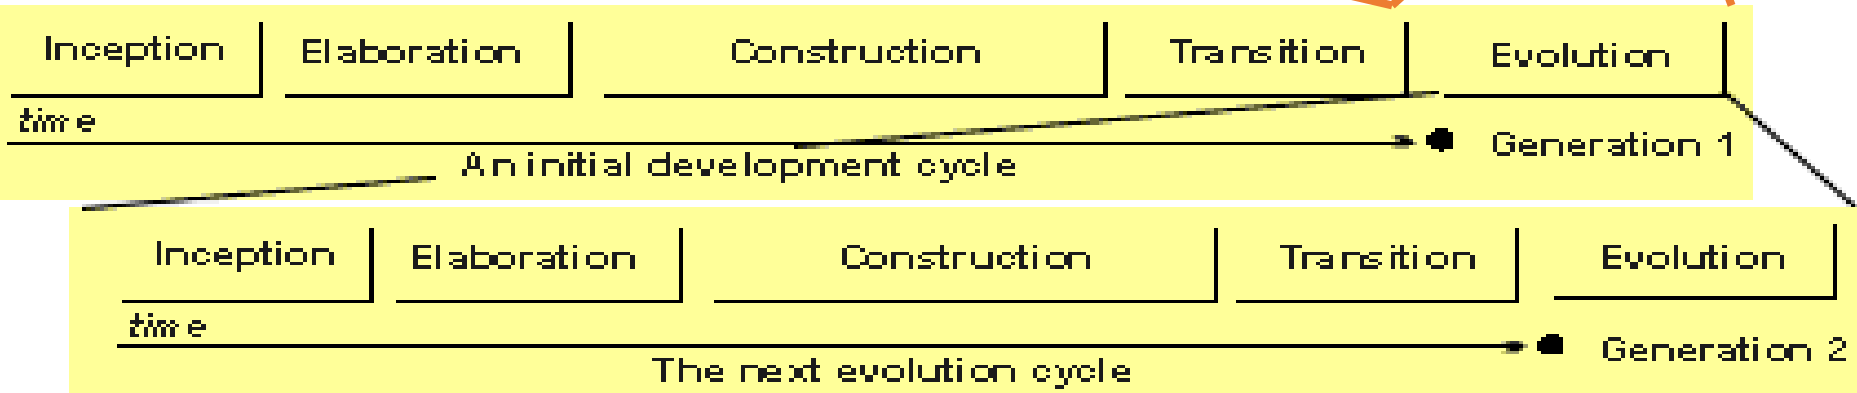 Inception Elaboration Construction Transition Evolution
time
An initial development cycle Generation 1
Inception Elaboration Construction Transition Evolution
time
The next evolution cycle Generation 2